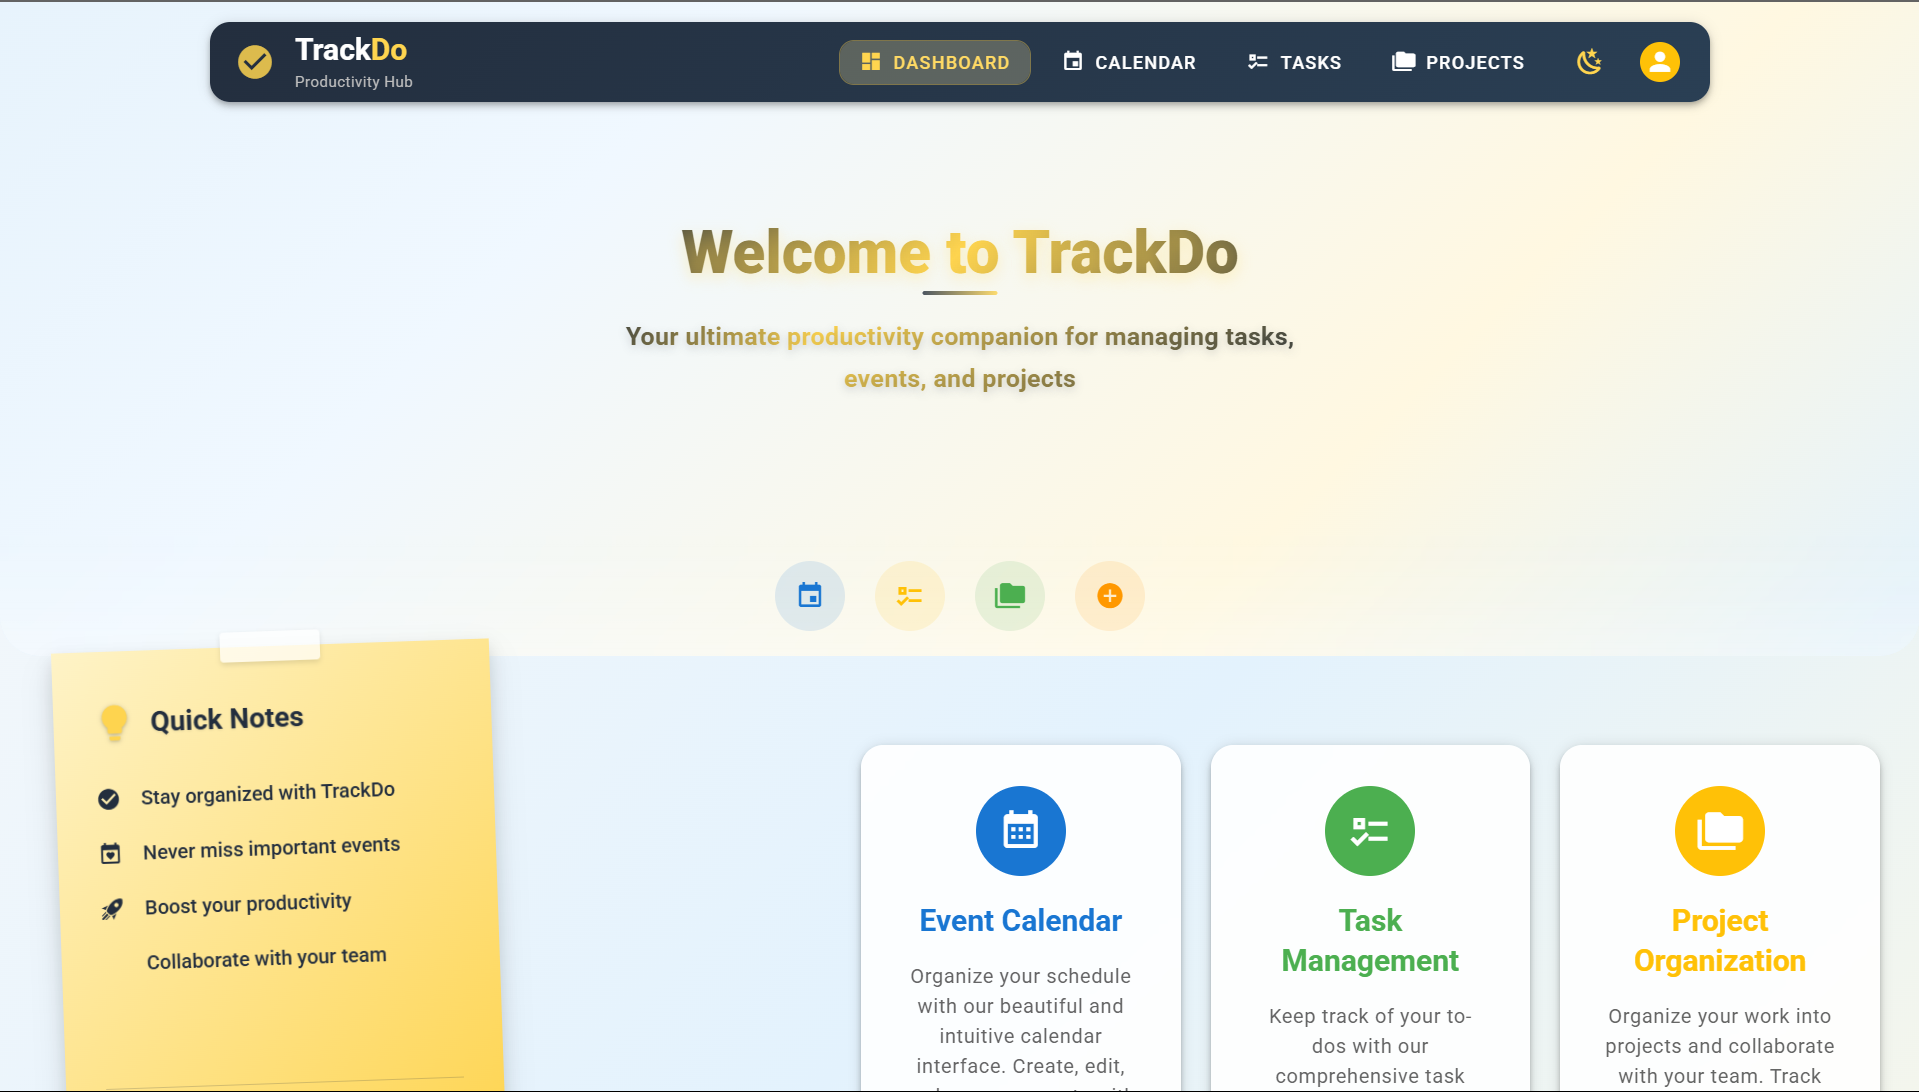 TrackDo
Productivity Hub
DASHBOARD
CALENDAR
TASKS
PROJECTS
Welcome to TrackDo
Your ultimate productivity companion for managing tasks,
events, and projects
Quick Notes
Stay organized with TrackDo
Never miss important events
Boost your productivity
Collaborate with your team
Event Calendar
Organize your schedule
with our beautiful and
intuitive calendar
interface. Create, edit,
Task
Management
Keep track of your to-
dos with our
comprehensive task
Project
Organization
Organize your work into
projects and collaborate
with your team. Track